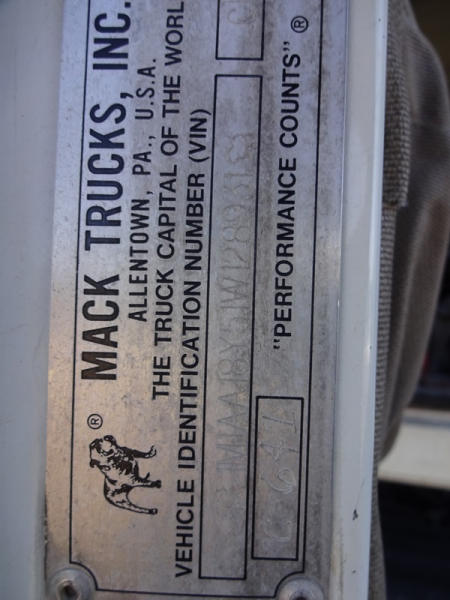 ® MACK TRUCKS, INC.
ALLENTOWN, PA., U.S.A.
THE TRUCK CAPITAL OF THE WORL
VEHICLE IDENTIFICATION NUMBER (VIN)
"PERFORMANCE COUNTS" ®